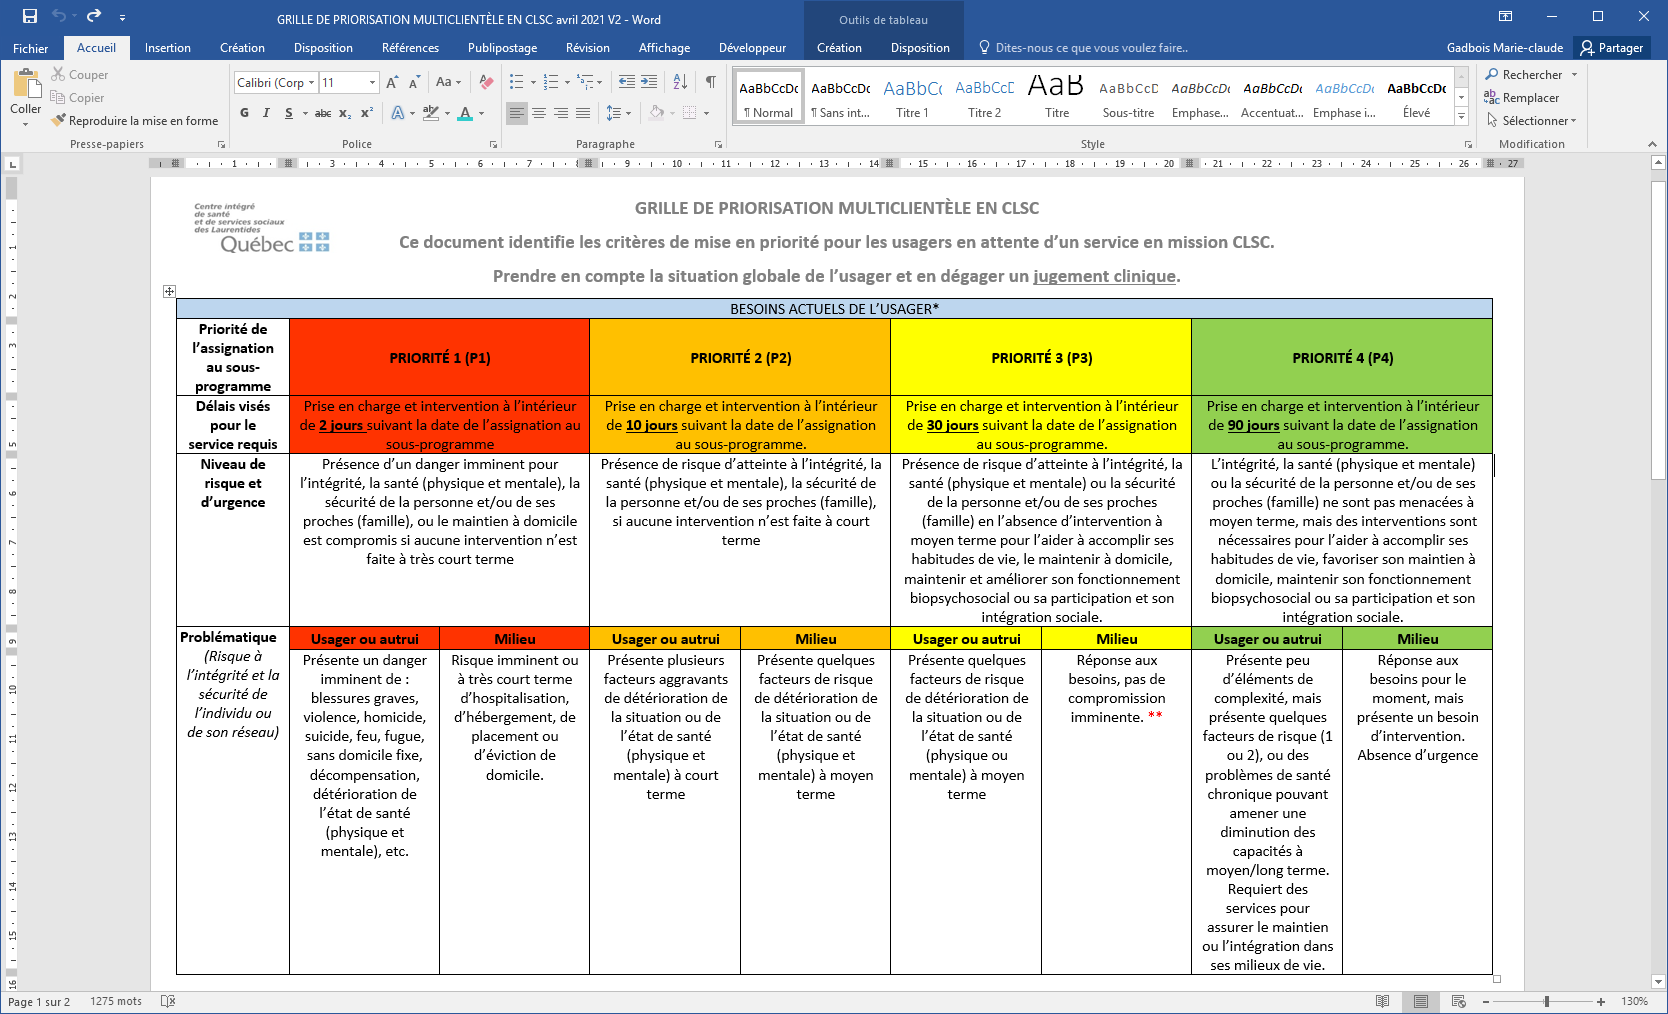 GRILLE DE PRIORISATION MULTICLIENTÈLE EN CLSC avril 2021 V2 - Word
Outils de tableau
Fichier
Accueil
Insertion
Création
Disposition
Références
Publipostage
Révision
Affichage
Développeur
Création
Disposition
Dites-nous ce que vous voulez faire..
Gadbois Marie-claude
Partager
Coller
Couper
Copier
Reproduire la mise en forme
Presse-papiers
Calibri (Corp
11
Police
Paragraphe
AaBbCcDc
¶ Normal
AaBbCcDc
¶ Sans int...
AaBbCc
Titre 1
AaBbCcD
Titre 2
AaB
Titre
AaBbCcD
Sous-titre
AaBbCcDc
Emphase...
AaBbCcDc
Accentuat...
AaBbCcDc
Emphase i...
AaBbCcDc
Élevé
Style
Rechercher
Remplacer
Sélectionner
Modification
Centre intégré
de santé
et de services sociaux
des Laurentides
Québec
GRILLE DE PRIORISATION MULTICLIENTÈLE EN CLSC
Ce document identifie les critères de mise en priorité pour les usagers en attente d’un service en mission CLSC.
Prendre en compte la situation globale de l’usager et en dégager un jugement clinique.
BESOINS ACTUELS DE L’USAGER*
Priorité de
l’assignation
au sous-
programme
PRIORITÉ 1 (P1)
PRIORITÉ 2 (P2)
PRIORITÉ 3 (P3)
PRIORITÉ 4 (P4)
Délais visés
pour le
service requis
Prise en charge et intervention à l’intérieur
de 2 jours suivant la date de l’assignation au
sous-programme
Prise en charge et intervention à l’intérieur
de 10 jours suivant la date de l’assignation
au sous-programme.
Prise en charge et intervention à l’intérieur
de 30 jours suivant la date de l’assignation
au sous-programme.
Prise en charge et intervention à l’intérieur
de 90 jours suivant la date de l’assignation
au sous-programme.
Niveau de
risque et
d’urgence
Présence d’un danger imminent pour
l’intégrité, la santé (physique et mentale), la
sécurité de la personne et/ou de ses
proches (famille), ou le maintien à domicile
est compromis si aucune intervention n’est
faite à très court terme
Présence de risque d’atteinte à l’intégrité, la
santé (physique et mentale), la sécurité de
la personne et/ou de ses proches (famille),
si aucune intervention n’est faite à court
terme
Présence de risque d’atteinte à l’intégrité, la
santé (physique et mentale) ou la sécurité
de la personne et/ou de ses proches
(famille) en l’absence d’intervention à
moyen terme pour l’aider à accomplir ses
habitudes de vie, le maintenir à domicile,
maintenir et améliorer son fonctionnement
biopsychosocial ou sa participation et son
intégration sociale.
L’intégrité, la santé (physique et mentale)
ou la sécurité de la personne et/ou de ses
proches (famille) ne sont pas menacées à
moyen terme, mais des interventions sont
nécessaires pour l’aider à accomplir ses
habitudes de vie, favoriser son maintien à
domicile, maintenir son fonctionnement
biopsychosocial ou sa participation et son
intégration sociale.
Problématique
(Risque à
l’intégrité et la
sécurité de
l’individu ou
de son réseau)
Usager ou autrui
Milieu
Usager ou autrui
Milieu
Usager ou autrui
Milieu
Usager ou autrui
Milieu
Présente un danger
imminent de :
blessures graves,
violence, homicide,
suicide, feu, fugue,
sans domicile fixe,
décompensation,
détérioration de
l’état de santé
(physique et
mentale), etc.
Risque imminent ou
à très court terme
d’hospitalisation,
d’hébergement, de
placement ou
d’éviction de
domicile.
Présente plusieurs
facteurs aggravants
de détérioration de
la situation ou de
l’état de santé
(physique et
mentale) à court
terme
Présente quelques
facteurs de risque
de détérioration de
la situation ou de
l’état de santé
(physique et
mentale) à moyen
terme
Présente quelques
facteurs de risque
de détérioration de
la situation ou de
l’état de santé
(physique ou
mentale) à moyen
terme
Réponse aux
besoins, pas de
compromission
imminente. **
Présente peu
d’éléments de
complexité, mais
présente quelques
facteurs de risque (1
ou 2), ou des
problèmes de santé
chronique pouvant
amener une
diminution des
capacités à
moyen/long terme.
Requiert des
services pour
assurer le maintien
ou l’intégration dans
ses milieux de vie.
Réponse aux
besoins pour le
moment, mais
présente un besoin
d’intervention.
Absence d’urgence
Page 1 sur 2
1275 mots
130%